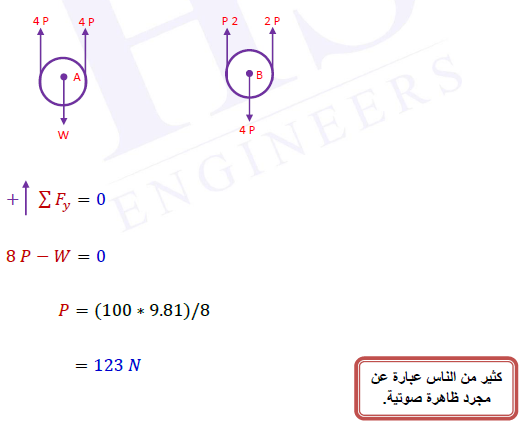 4 P 4 P P 2 2 P
A B
W 4 P
+ ∑ Fy = 0
8 P − W = 0
P = (100 ∗ 9.81)/8
= 123 N
كثير من الناس عبارة عن
مجرد ظاهرة صوتية.
ENGINEERS